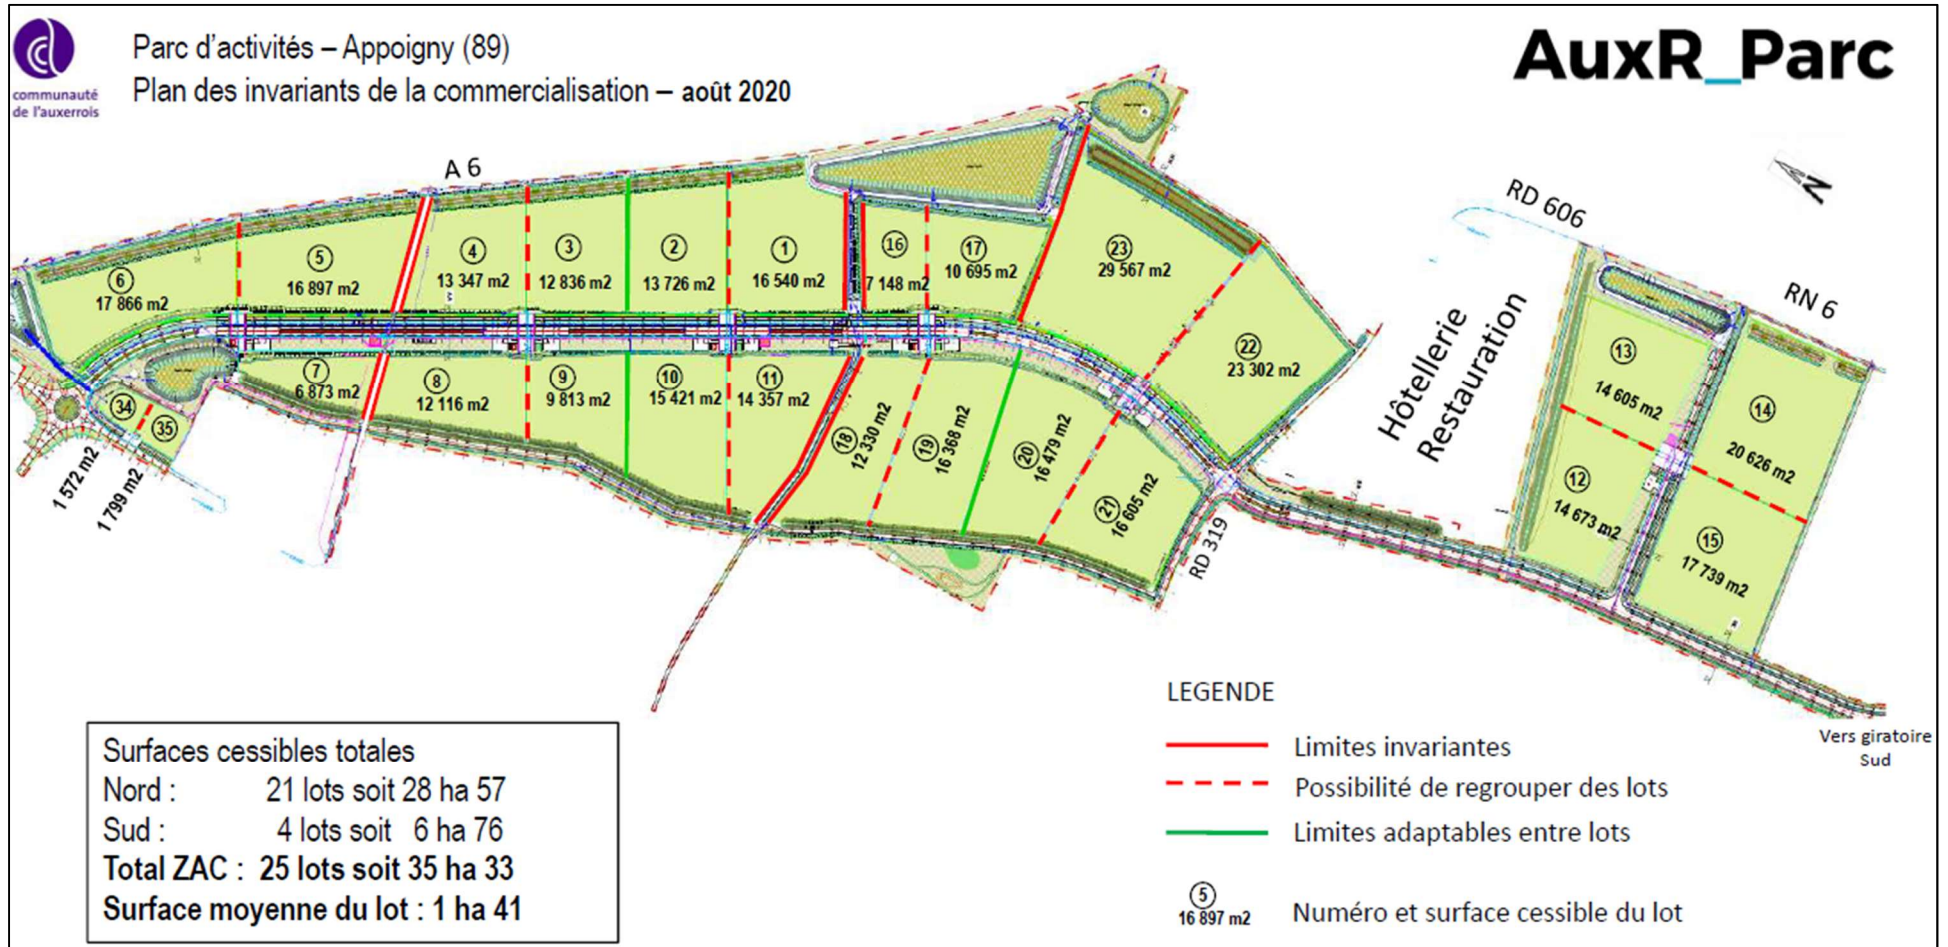 communauté
de l'auxerrois
Parc d'activités – Appoigny (89)
Plan des invariants de la commercialisation – août 2020
AuxR_Parc
A 6
RD 606
RN 6
N
6
17 866 m2
5
16 897 m2
4
13 347 m2
3
12 836 m2
2
13 726 m2
1
16 540 m2
16
7 148 m2
17
10 695 m2
23
29 567 m2
22
23 302 m2
Hôtellerie
Restauration
13
14 605 m2
14
20 626 m2
12
14 673 m2
15
17 739 m2
34
1 572 m2
35
1 799 m2
7
6 873 m2
8
12 116 m2
9
9 813 m2
10
15 421 m2
11
14 357 m2
18
12 330 m2
19
16 368 m2
20
16 479 m2
21
16 605 m2
RD 319
Vers giratoire
Sud
Surfaces cessibles totales
Nord : 21 lots soit 28 ha 57
Sud : 4 lots soit 6 ha 76
Total ZAC : 25 lots soit 35 ha 33
Surface moyenne du lot : 1 ha 41
LEGENDE
Limites invariantes
Possibilité de regrouper des lots
Limites adaptables entre lots
5
16 897 m2
Numéro et surface cessible du lot